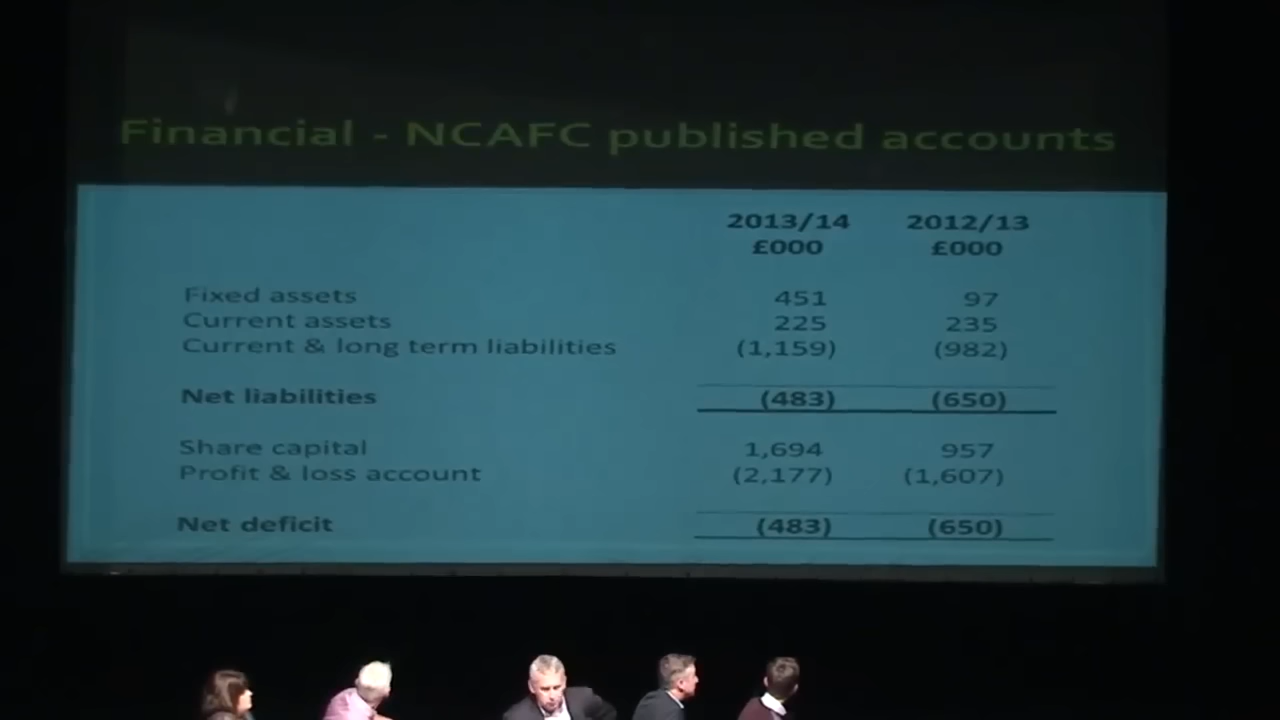 Financial - NCAFC published accounts
2013/14 2012/13
£000 £000
Fixed assets 451 97
Current assets 225 235
Current & long term liabilities (1,159) (982)
Net liabilities (483) (650)
Share capital 1,694 957
Profit & loss account (2,177) (1,607)
Net deficit (483) (650)